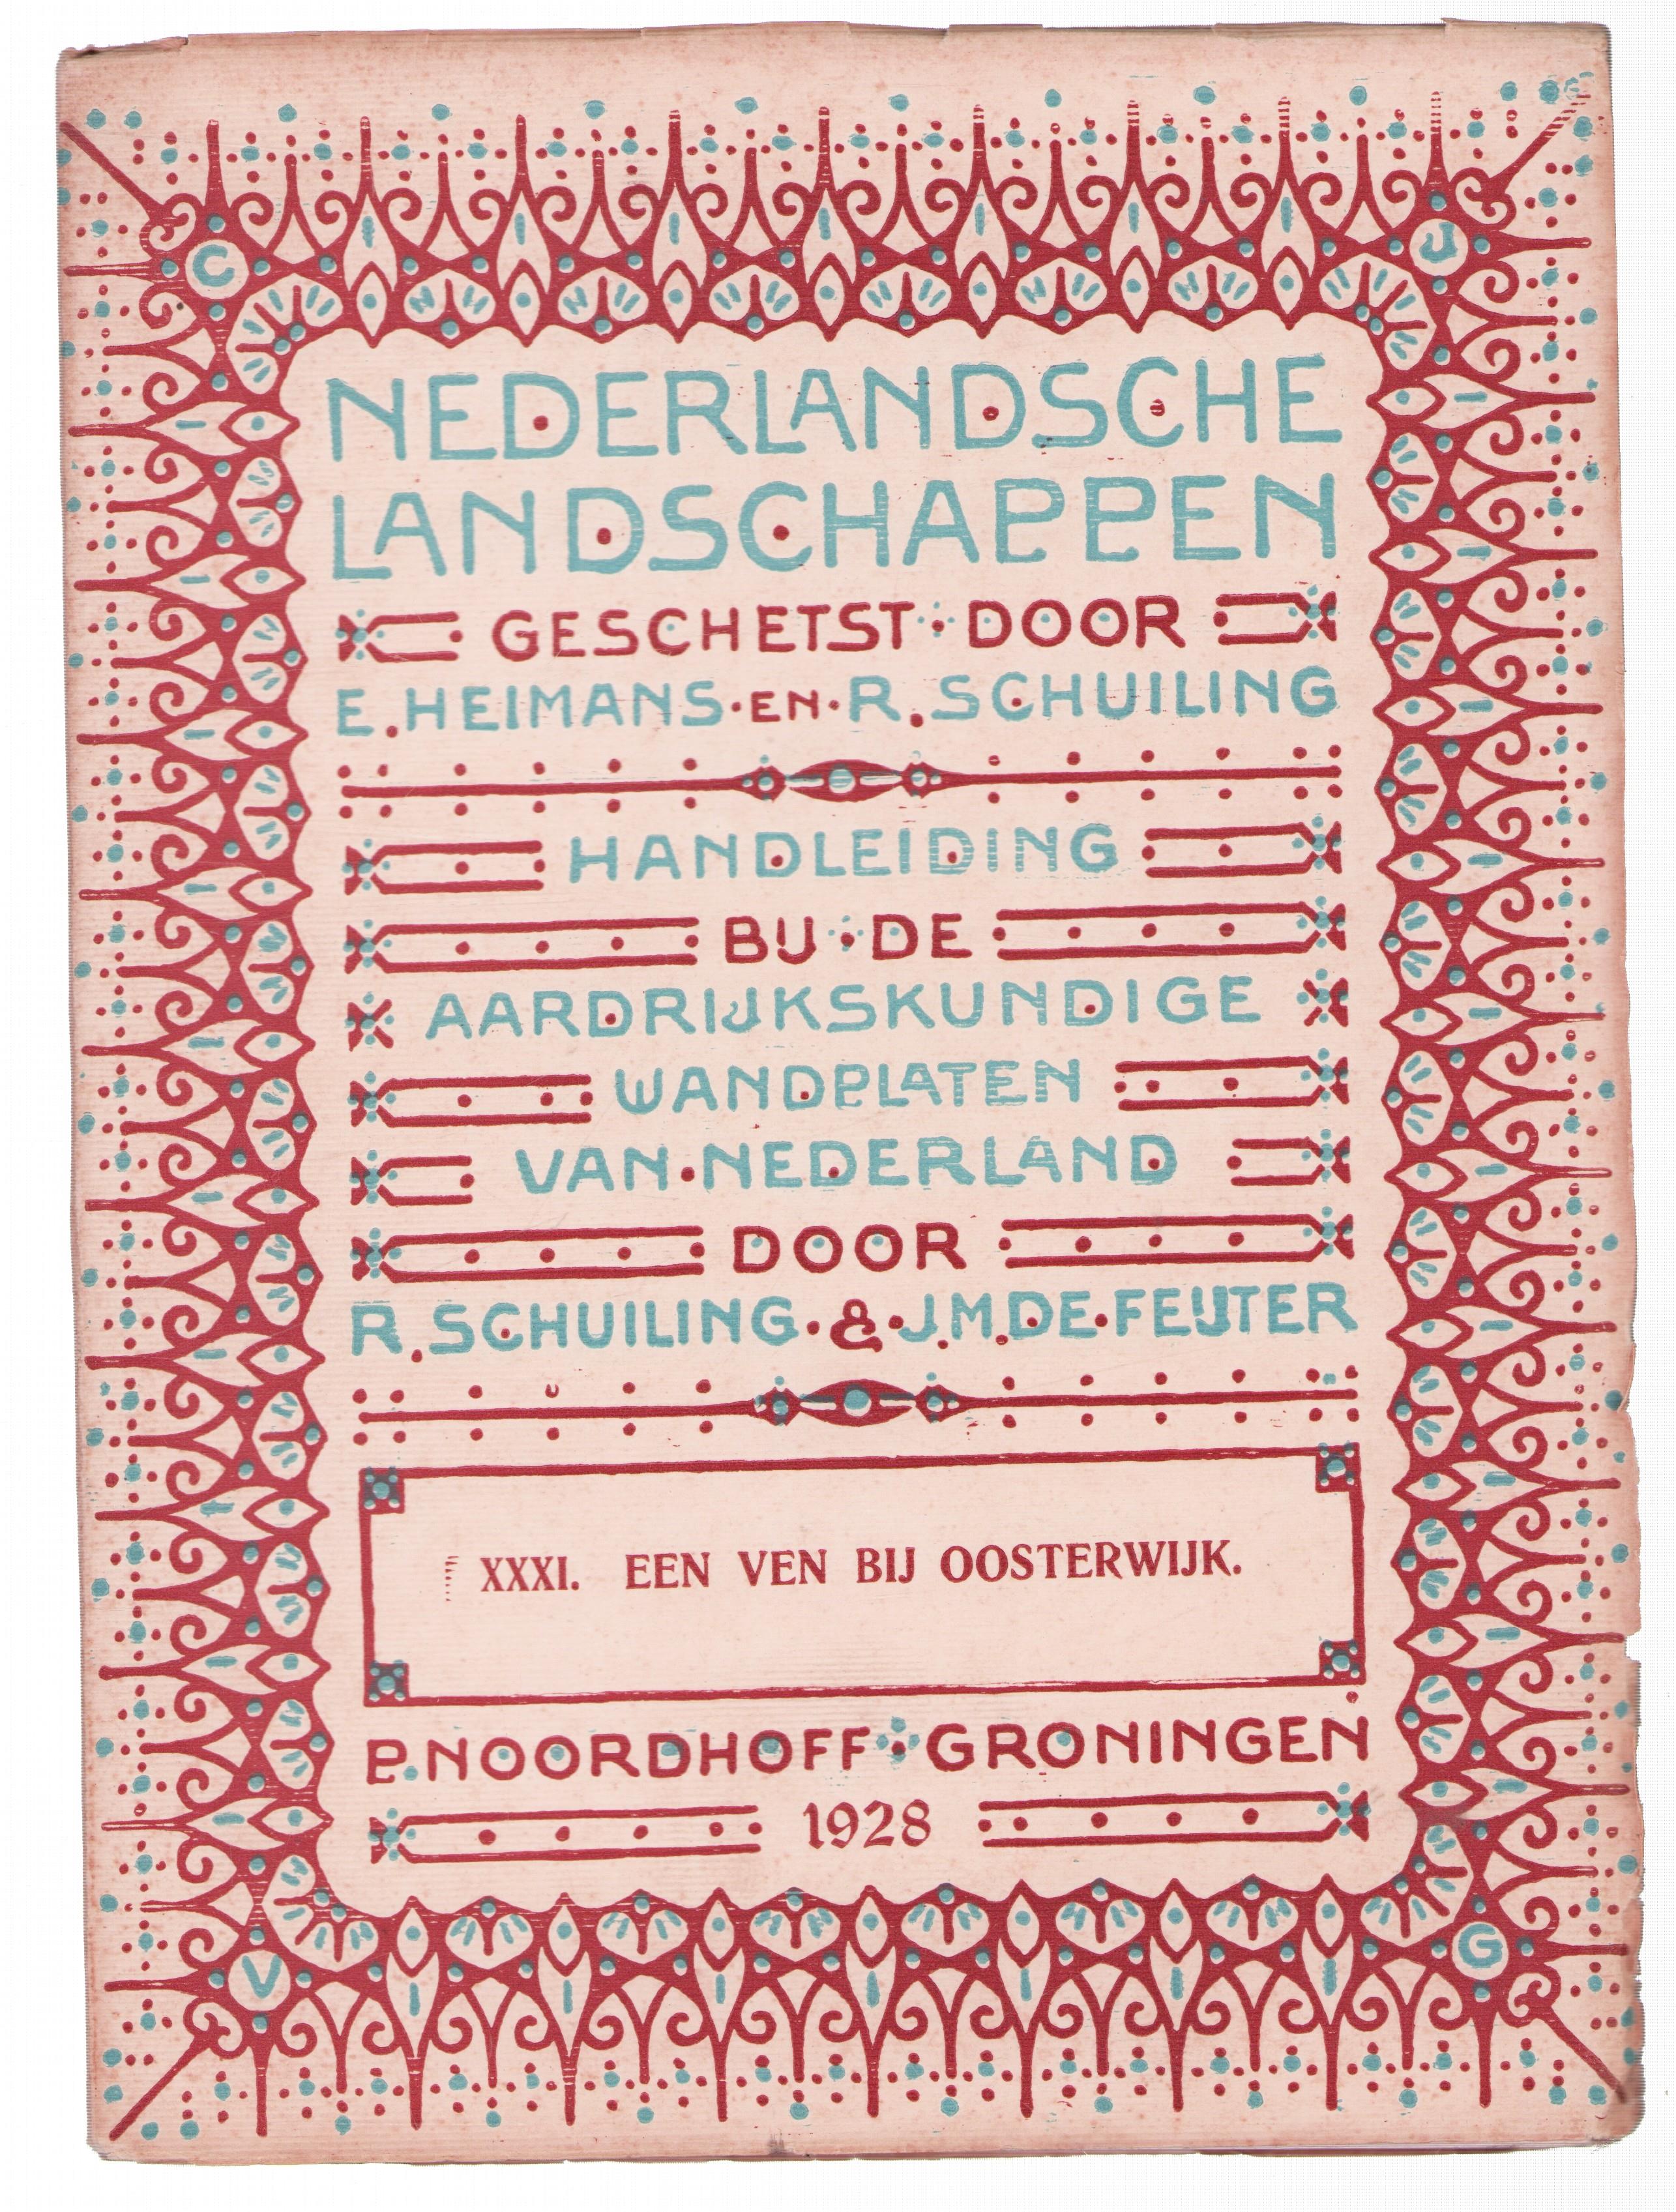 C J
NEDERLANDSCHE
LANDSCHAPPEN
GESCHETST DOOR
E. HEIMANS EN R. SCHUILING
HANDLEIDING
BIJ DE
AARDRIJKSKUNDIGE
WANDPLATEN
VAN NEDERLAND
DOOR
R. SCHUILING & J.M. DE FEIJTER
XXXI. EEN VEN BIJ OOSTERWIJK.
P. NOORDHOFF GRONINGEN
1928
V G